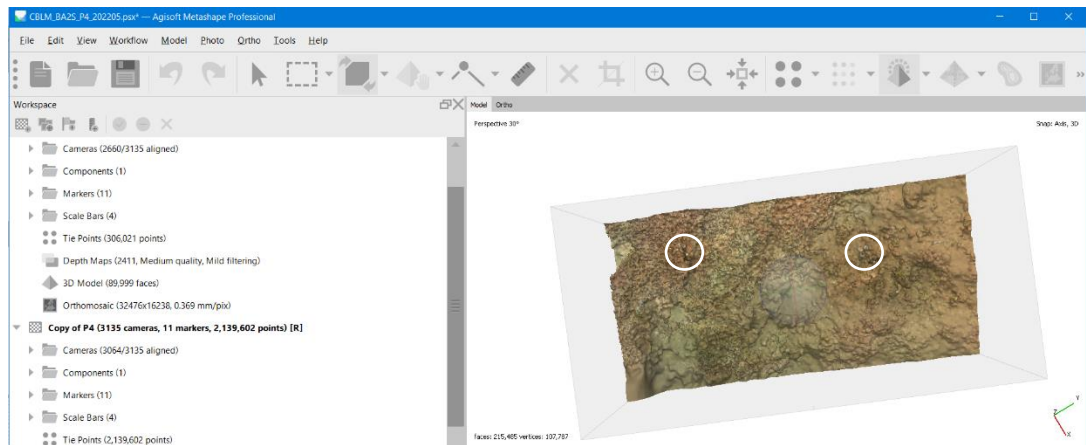 CBLM_BA2S_P4_202205.psx* — Agisoft Metashape Professional
File Edit View Workflow Model Photo Ortho Tools Help
Workspace
Model Ortho
Perspective 30°
Snap: Axis, 3D
Cameras (2660/3135 aligned)
Components (1)
Markers (11)
Scale Bars (4)
Tie Points (306,021 points)
Depth Maps (2411, Medium quality, Mild filtering)
3D Model (89,999 faces)
Orthomosaic (32476x16238, 0.369 mm/pix)
Copy of P4 (3135 cameras, 11 markers, 2,139,602 points) [R]
Cameras (3064/3135 aligned)
Components (1)
Markers (11)
Scale Bars (4)
Tie Points (2,139,602 points)
faces: 215,485 vertices: 107,787
Z
Y
X